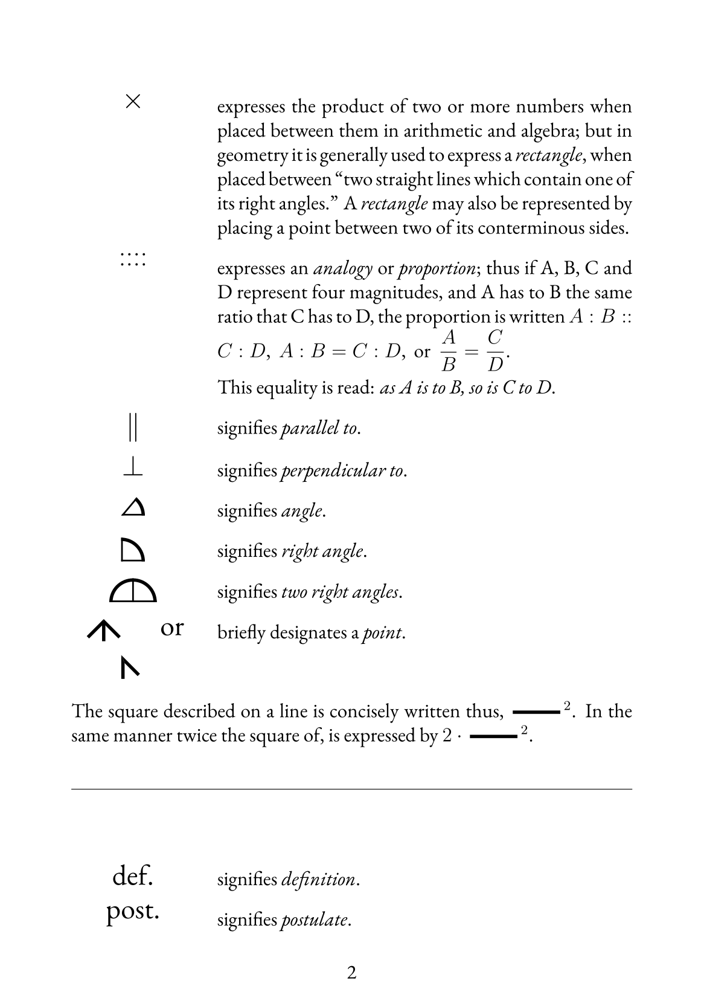 × expresses the product of two or more numbers when
placed between them in arithmetic and algebra; but in
geometry it is generally used to express a rectangle, when
placed between “two straight lines which contain one of
its right angles.” A rectangle may also be represented by
placing a point between two of its conterminous sides.
:::: expresses an analogy or proportion; thus if A, B, C and
D represent four magnitudes, and A has to B the same
ratio that C has to D, the proportion is written A : B ::
C : D, A : B = C : D, or A/B = C/D.
This equality is read: as A is to B, so is C to D.
∥ signifies parallel to.
⊥ signifies perpendicular to.
signifies angle.
signifies right angle.
signifies two right angles.
or briefly designates a point.
The square described on a line is concisely written thus, ——². In the
same manner twice the square of, is expressed by 2 · ——².
def. signifies definition.
post. signifies postulate.
2